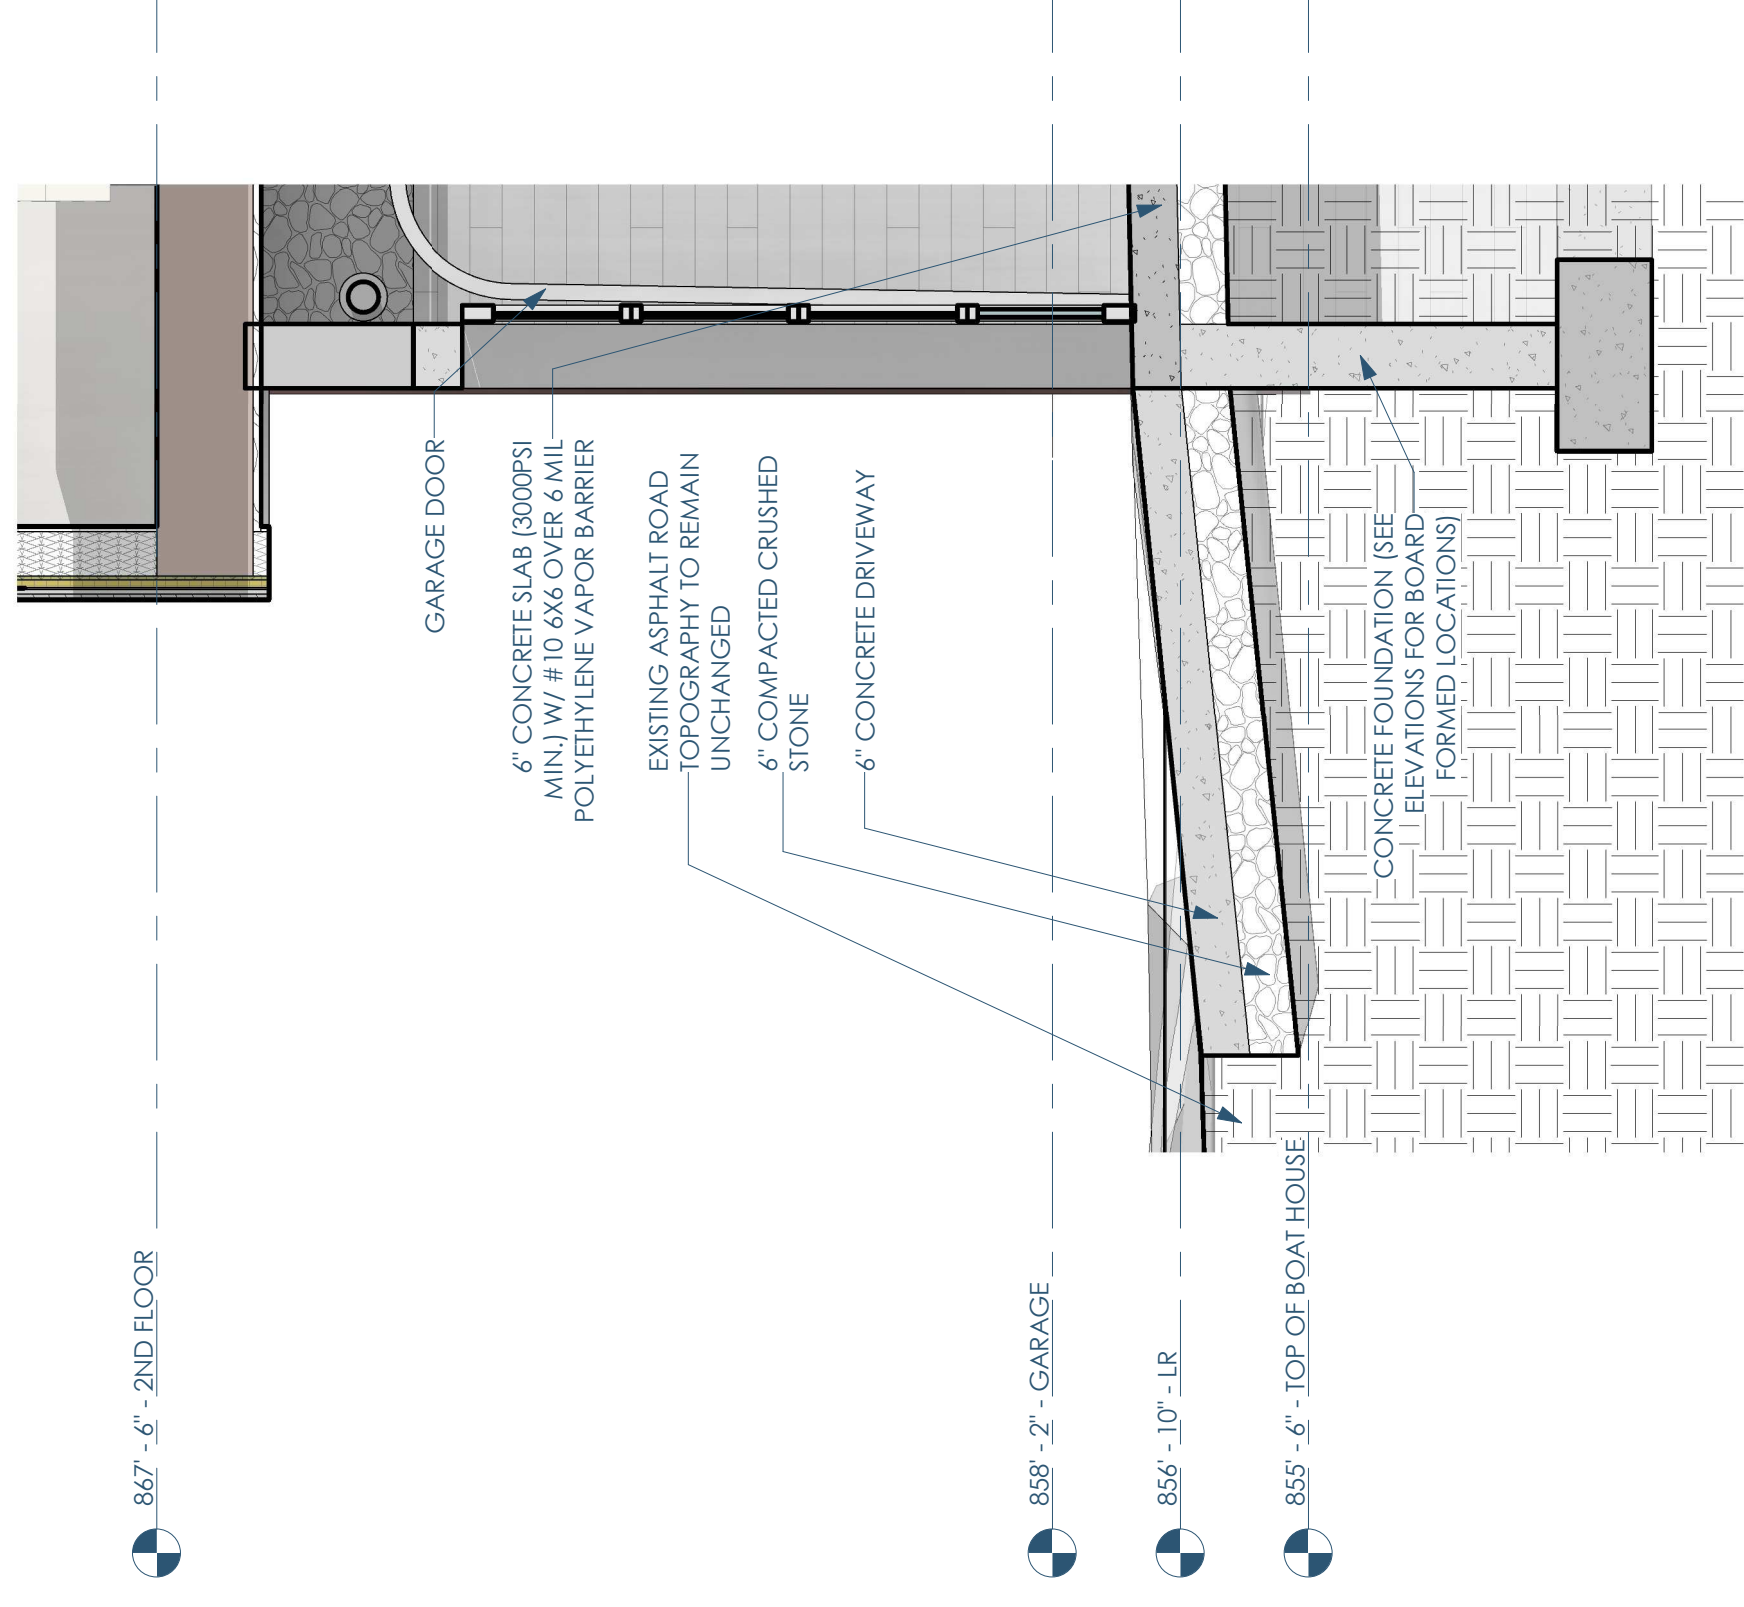 867' - 6" - 2ND FLOOR
GARAGE DOOR
6" CONCRETE SLAB (3000PSI
MIN.) W/ #10 6X6 OVER 6 MIL
POLYETHYLENE VAPOR BARRIER
EXISTING ASPHALT ROAD
TOPOGRAPHY TO REMAIN
UNCHANGED
6" COMPACTED CRUSHED
STONE
6" CONCRETE DRIVEWAY
858' - 2" - GARAGE
856' - 10" - LR
855' - 6" - TOP OF BOAT HOUSE
CONCRETE FOUNDATION (SEE
ELEVATIONS FOR BOARD
FORMED LOCATIONS)